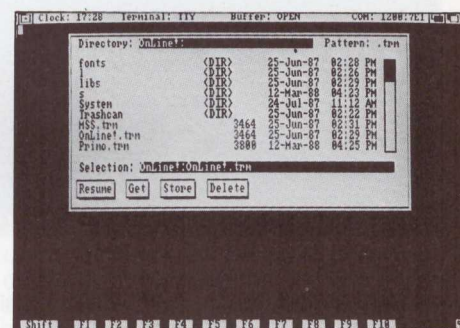 Clock: 17:28 Terminal: TTY Buffer: OPEN COM: 1200:7E1
Directory: OnLine!: Pattern: .trm
fonts <DIR> 25-Jun-87 02:28 PM
l <DIR> 25-Jun-87 02:26 PM
libs <DIR> 25-Jun-87 02:29 PM
s <DIR> 12-Mar-88 04:23 PM
System <DIR> 24-Jul-87 11:12 AM
Trashcan <DIR> 25-Jun-87 02:22 PM
MSS.trm 3464 25-Jun-87 02:31 PM
OnLine!.trm 3464 25-Jun-87 02:29 PM
Primo.trm 3800 12-Mar-88 04:25 PM
Selection: OnLine!:OnLine!.trm
Resume Get Store Delete
Shift F1 F2 F3 F4 F5 F6 F7 F8 F9 F10